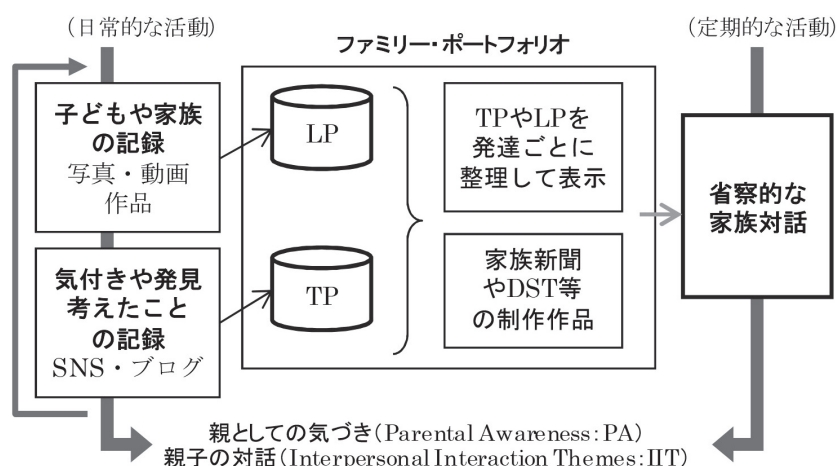 (日常的な活動)
(定期的な活動)
ファミリー・ポートフォリオ
子どもや家族
の記録
写真・動画
作品
LP
TPやLPを
発達ごとに
整理して表示
省察的な
家族対話
気付きや発見
考えたこと
の記録
SNS・ブログ
TP
家族新聞
やDST等
の制作作品
親としての気づき(Parental Awareness:PA)
親子の対話(Interpersonal Interaction Themes:IIT)